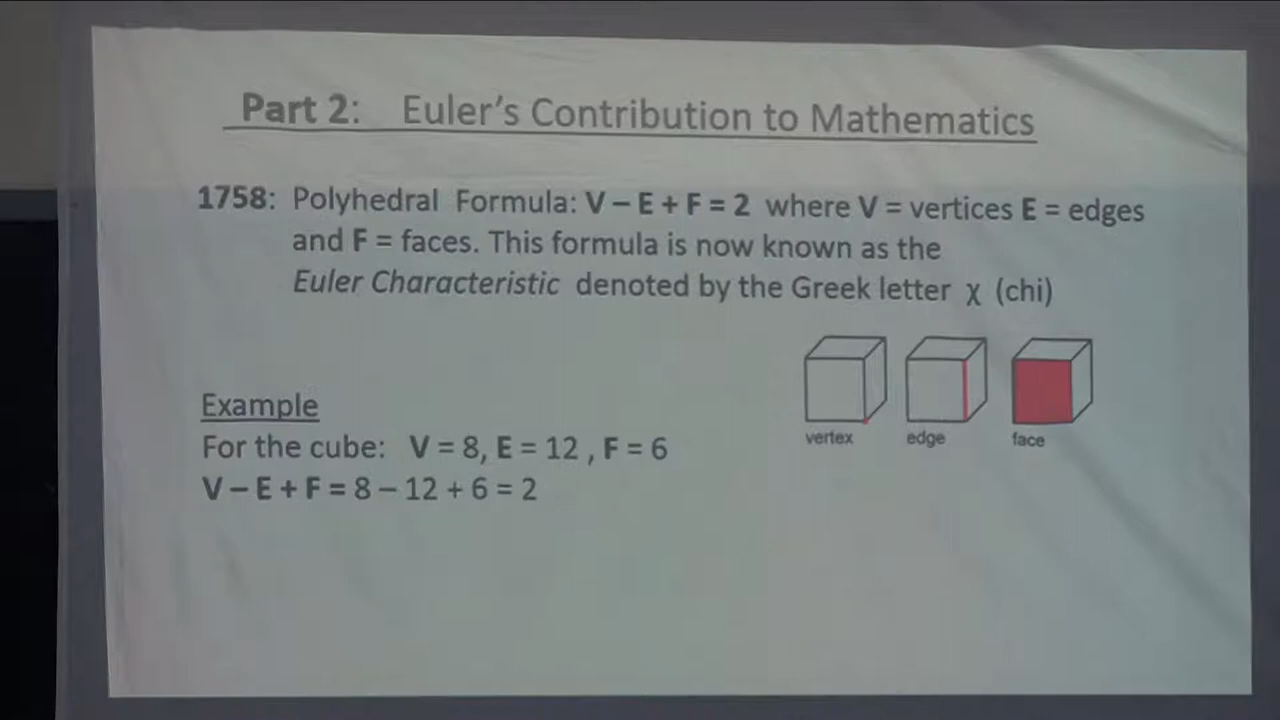 Part 2: Euler's Contribution to Mathematics
1758: Polyhedral Formula: V – E + F = 2 where V = vertices E = edges
and F = faces. This formula is now known as the
Euler Characteristic denoted by the Greek letter χ (chi)
vertex edge face
Example
For the cube: V = 8, E = 12 , F = 6
V – E + F = 8 – 12 + 6 = 2